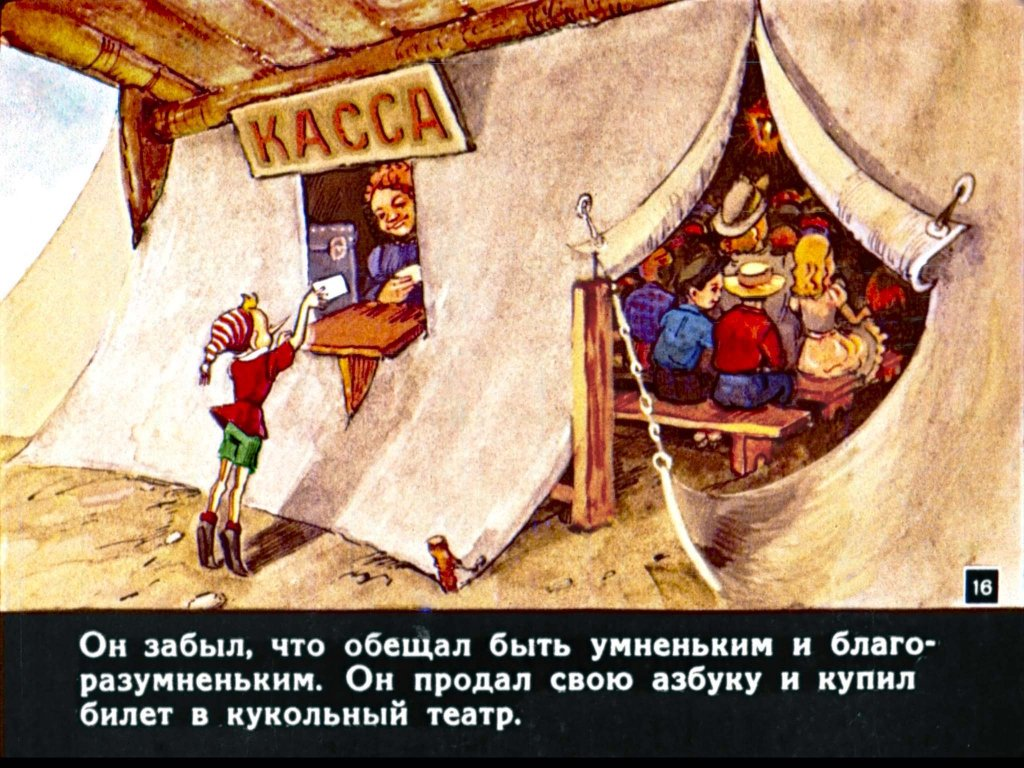 КАССА
16
Он забыл, что обещал быть умненьким и благо-
разумненьким. Он продал свою азбуку и купил
билет в кукольный театр.